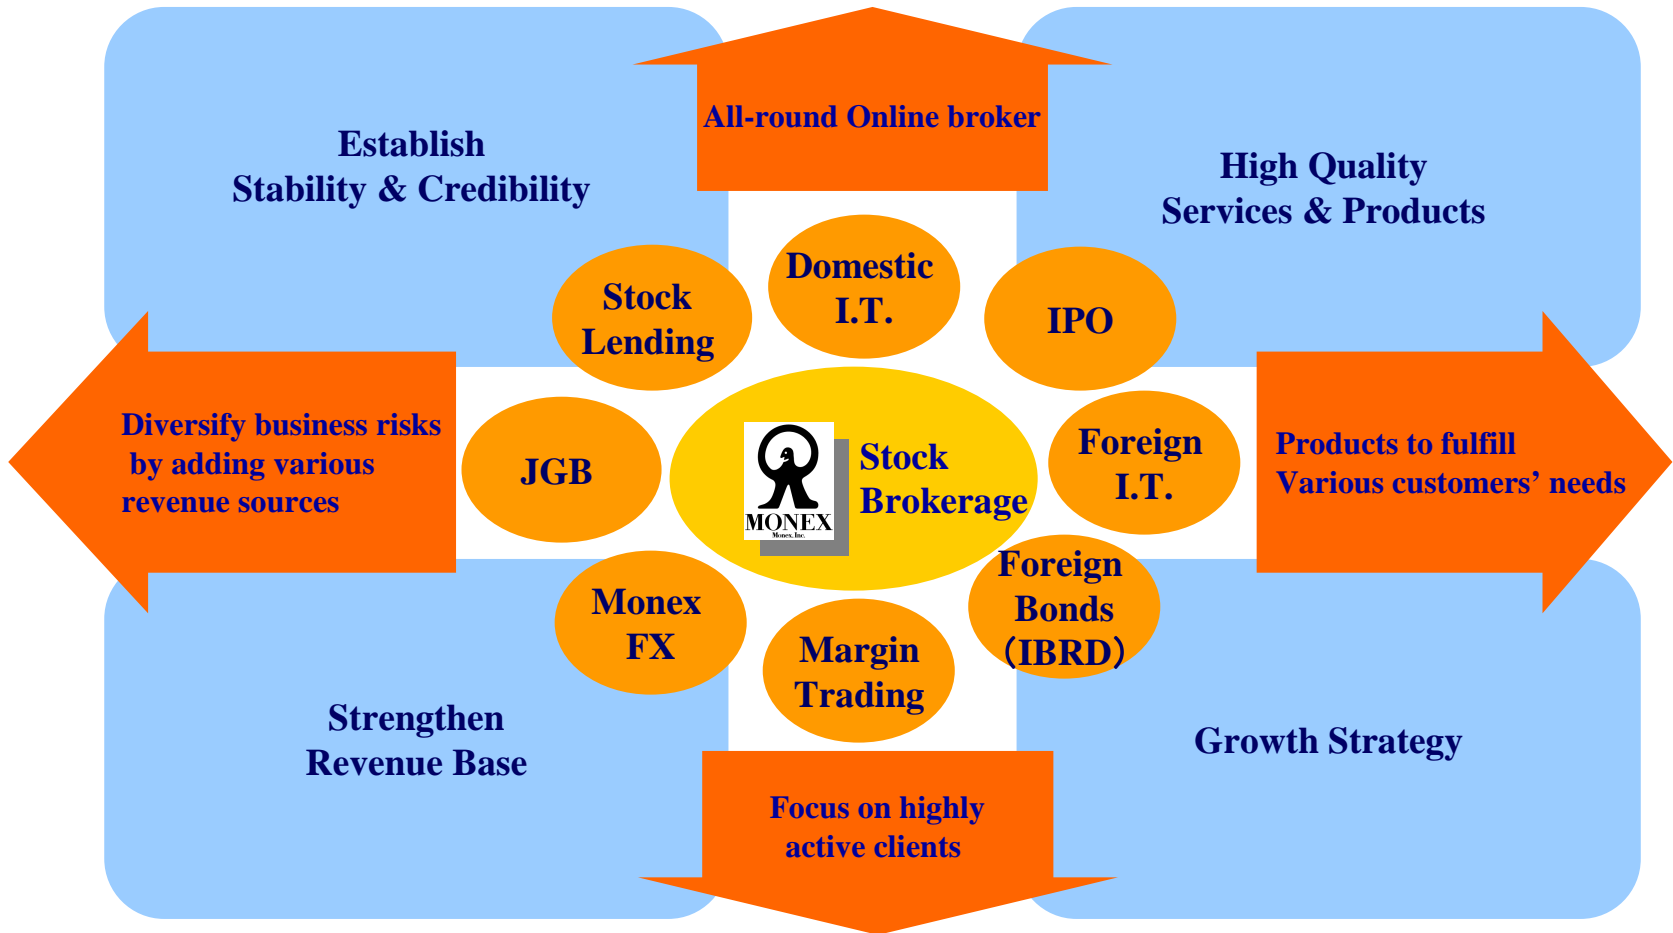 All-round Online broker
Establish
Stability & Credibility
High Quality
Services & Products
Stock
Lending
Domestic
I.T.
IPO
Diversify business risks
by adding various
revenue sources
JGB
MONEX
Monex, Inc.
Stock
Brokerage
Foreign
I.T.
Products to fulfill
Various customers’ needs
Monex
FX
Margin
Trading
Foreign
Bonds
（IBRD）
Strengthen
Revenue Base
Growth Strategy
Focus on highly
active clients